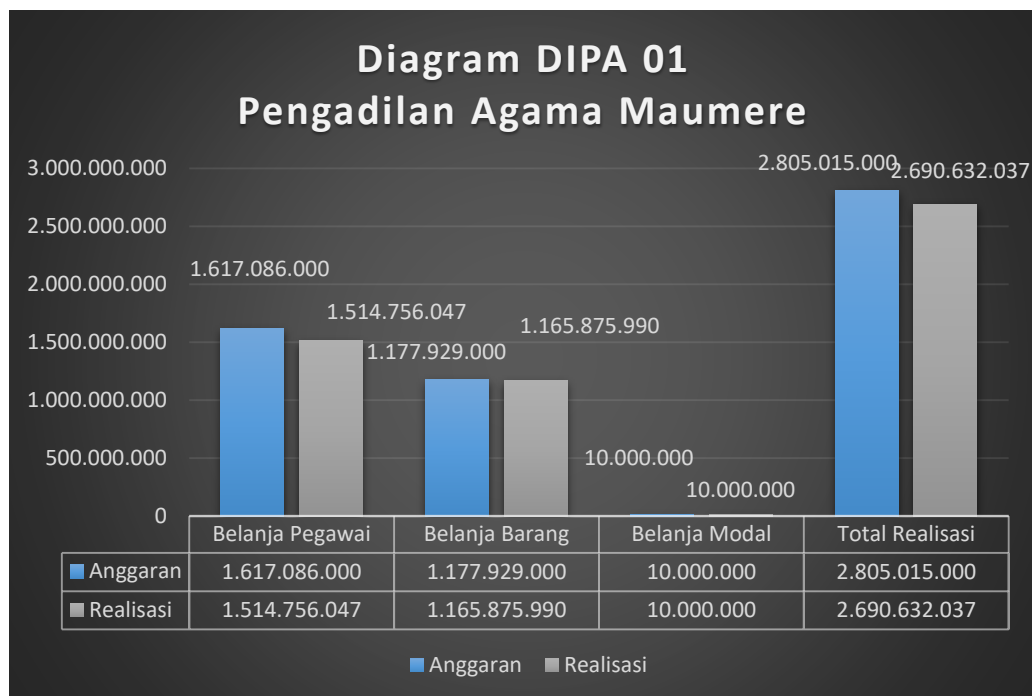 Diagram DIPA 01
Pengadilan Agama Maumere
3.000.000.000
2.500.000.000
2.000.000.000
1.500.000.000
1.000.000.000
500.000.000
0
2.805.015.000
2.690.632.037
1.617.086.000
1.514.756.047
1.177.929.000
1.165.875.990
10.000.000
10.000.000
Belanja Pegawai Belanja Barang Belanja Modal Total Realisasi
Anggaran 1.617.086.000 1.177.929.000 10.000.000 2.805.015.000
Realisasi 1.514.756.047 1.165.875.990 10.000.000 2.690.632.037
Anggaran Realisasi